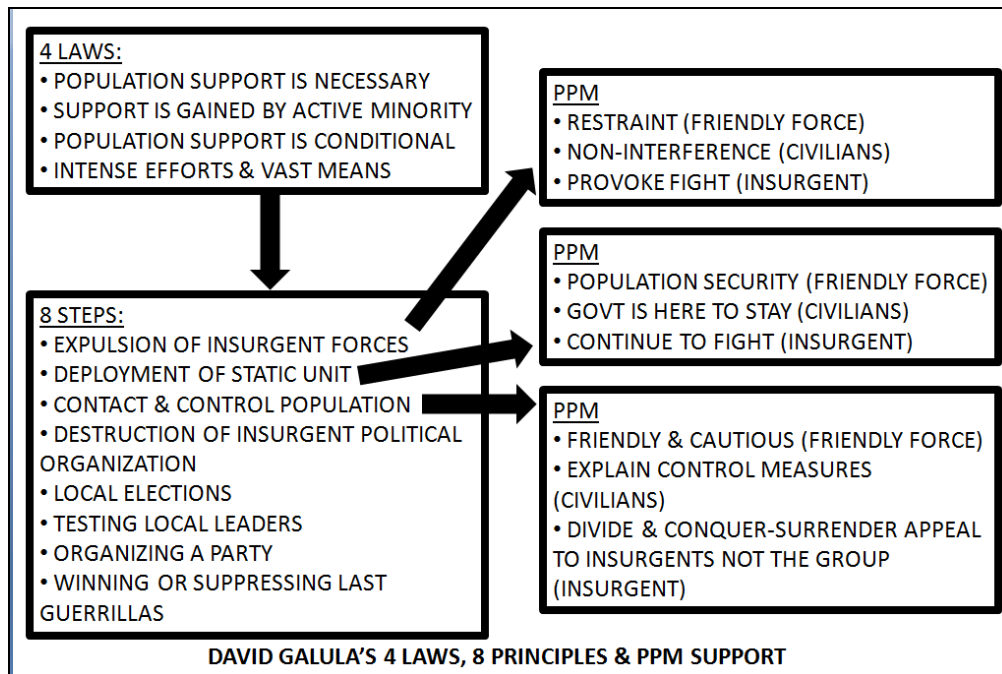 4 LAWS:
• POPULATION SUPPORT IS NECESSARY
• SUPPORT IS GAINED BY ACTIVE MINORITY
• POPULATION SUPPORT IS CONDITIONAL
• INTENSE EFFORTS & VAST MEANS
8 STEPS:
• EXPULSION OF INSURGENT FORCES
• DEPLOYMENT OF STATIC UNIT
• CONTACT & CONTROL POPULATION
• DESTRUCTION OF INSURGENT POLITICAL
ORGANIZATION
• LOCAL ELECTIONS
• TESTING LOCAL LEADERS
• ORGANIZING A PARTY
• WINNING OR SUPPRESSING LAST
GUERRILLAS
PPM
• RESTRAINT (FRIENDLY FORCE)
• NON-INTERFERENCE (CIVILIANS)
• PROVOKE FIGHT (INSURGENT)
PPM
• POPULATION SECURITY (FRIENDLY FORCE)
• GOVT IS HERE TO STAY (CIVILIANS)
• CONTINUE TO FIGHT (INSURGENT)
PPM
• FRIENDLY & CAUTIOUS (FRIENDLY FORCE)
• EXPLAIN CONTROL MEASURES
(CIVILIANS)
• DIVIDE & CONQUER-SURRENDER APPEAL
TO INSURGENTS NOT THE GROUP
(INSURGENT)
DAVID GALULA'S 4 LAWS, 8 PRINCIPLES & PPM SUPPORT